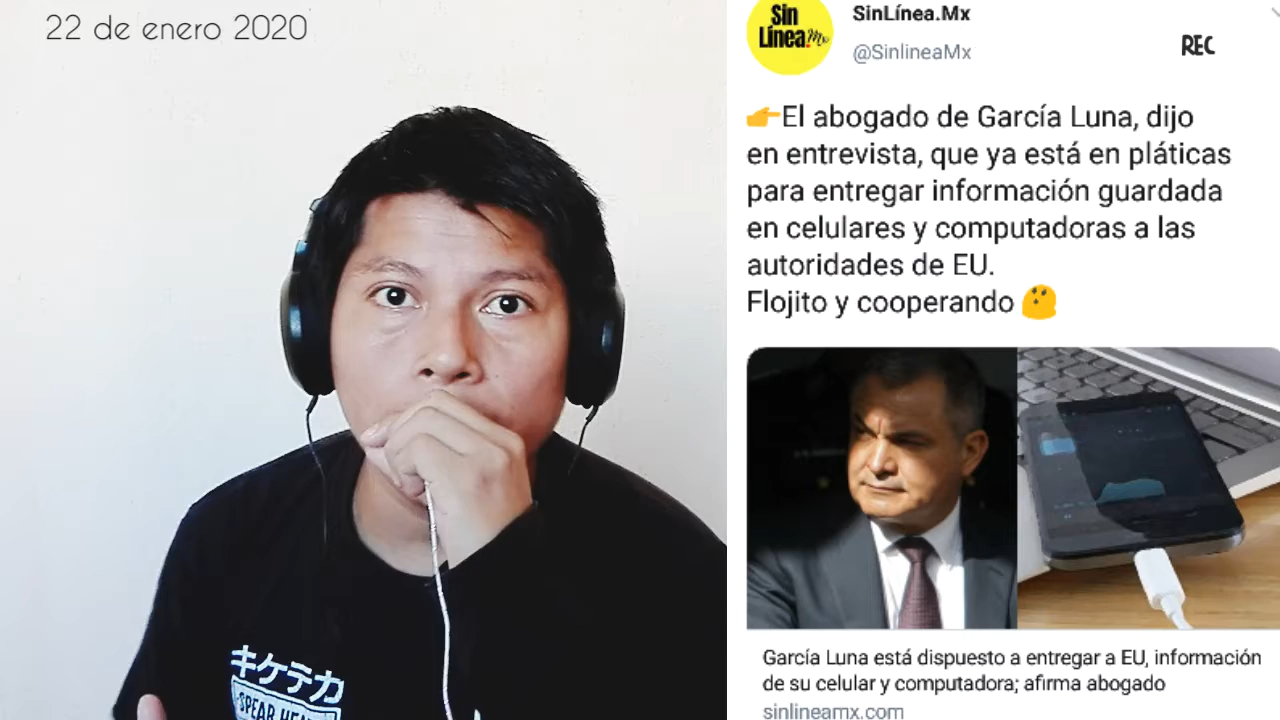 22 de enero 2020
キケテカ
SPEAR HEA
Sin
Línea.Mx
SinLínea.Mx
@SinlineaMx
REC
👉El abogado de García Luna, dijo
en entrevista, que ya está en pláticas
para entregar información guardada
en celulares y computadoras a las
autoridades de EU.
Flojito y cooperando
García Luna está dispuesto a entregar a EU, información
de su celular y computadora; afirma abogado
sinlineamx.com